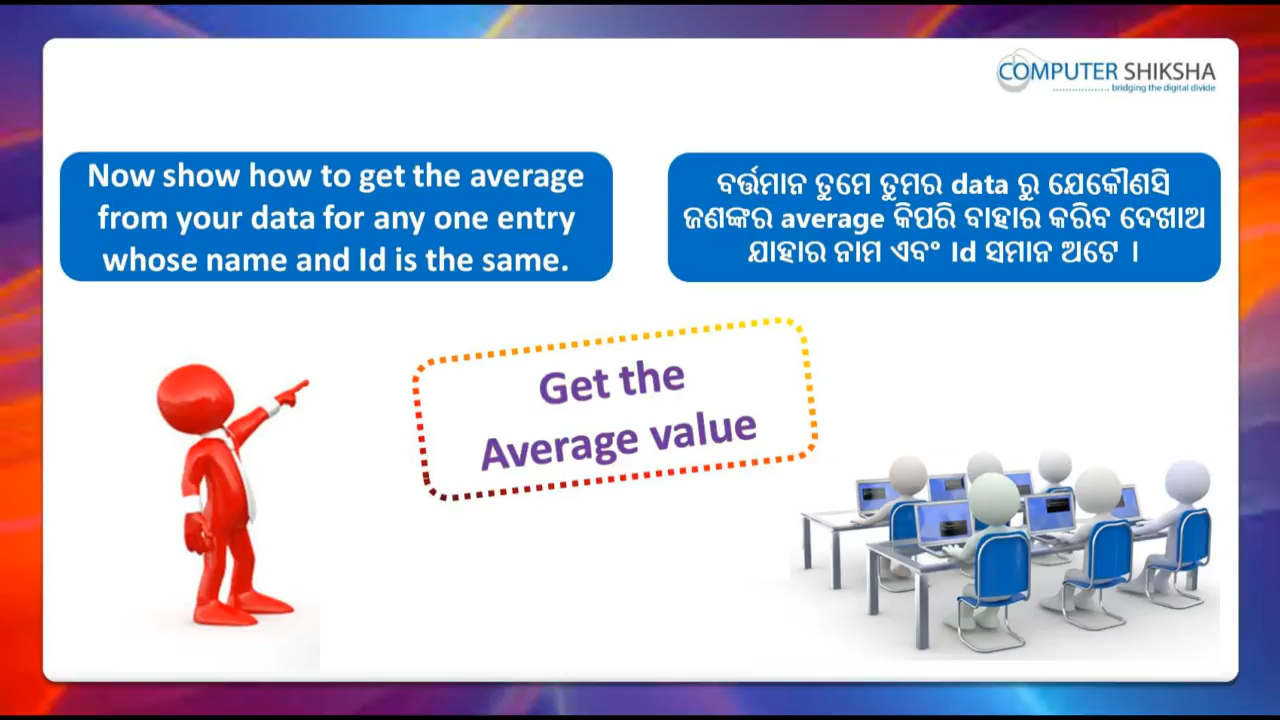 COMPUTER SHIKSHA
bridging the digital divide
Now show how to get the average
from your data for any one entry
whose name and Id is the same.
ବର୍ତ୍ତମାନ ତୁମେ ତୁମର data ରୁ ଯେକୌଣସି
ଜଣଙ୍କର average କିପରି ବାହାର କରିବ ଦେଖାଅ
ଯାହାର ନାମ ଏବଂ Id ସମାନ ଅଟେ ।
Get the
Average value